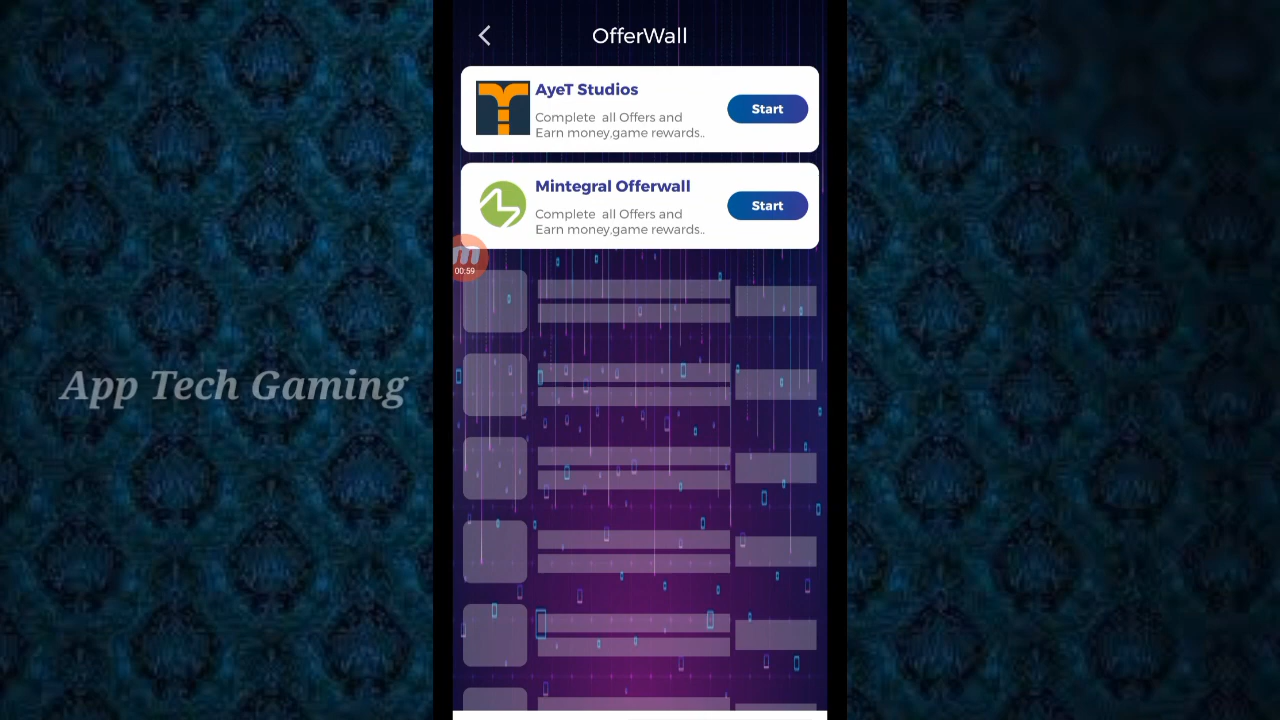 OfferWall
AyeT Studios
Complete all Offers and
Earn money,game rewards..
Start
Mintegral Offerwall
Complete all Offers and
Earn money,game rewards..
Start
00:59
App Tech Gaming